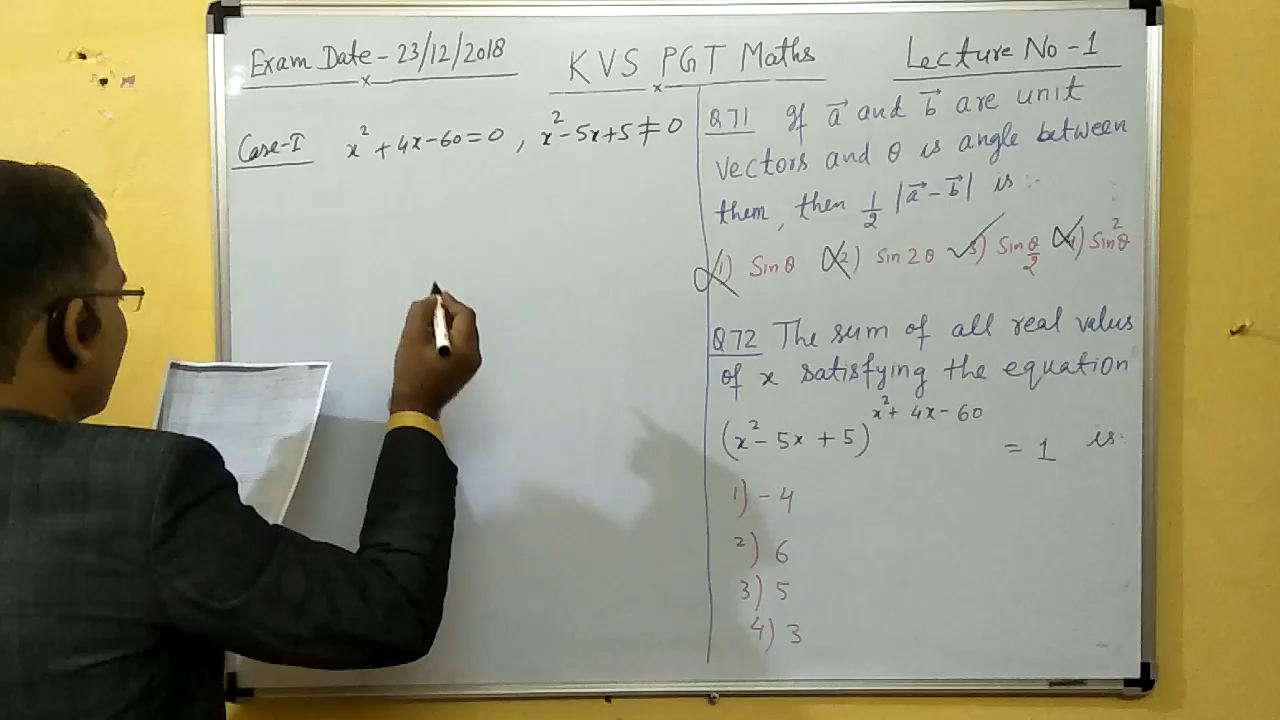 Exam Date - 23/12/2018
KVS PGT Maths
Lecture No - 1
Case-I x² + 4x - 60 = 0 , x² - 5x + 5 ≠ 0
Q71 If a⃗ and b⃗ are unit
vectors and θ is angle between
them, then 1/2 |a⃗ - b⃗| is :-
1) Sinθ 2) Sin2θ 3) Sin θ/2 4) Sin²θ
Q72 The sum of all real values
of x satisfying the equation
(x² - 5x + 5)^(x² + 4x - 60) = 1 is
1) - 4
2) 6
3) 5
4) 3